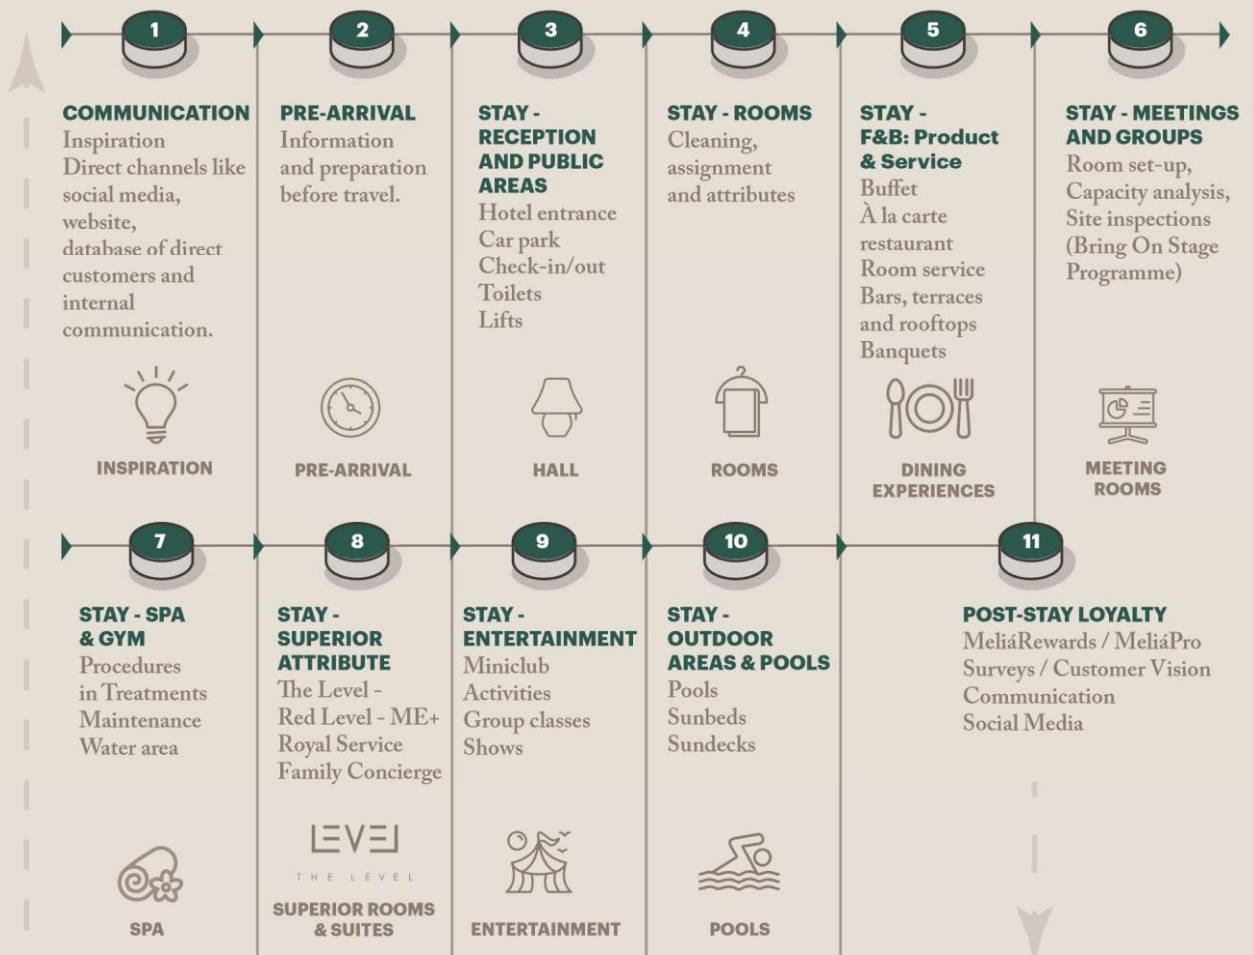 1
COMMUNICATION
Inspiration
Direct channels like
social media,
website,
database of direct
customers and
internal
communication.
INSPIRATION
2
PRE-ARRIVAL
Information
and preparation
before travel.
PRE-ARRIVAL
3
STAY -
RECEPTION
AND PUBLIC
AREAS
Hotel entrance
Car park
Check-in/out
Toilets
Lifts
HALL
4
STAY - ROOMS
Cleaning,
assignment
and attributes
ROOMS
5
STAY -
F&B: Product
& Service
Buffet
À la carte
restaurant
Room service
Bars, terraces
and rooftops
Banquets
DINING
EXPERIENCES
6
STAY - MEETINGS
AND GROUPS
Room set-up,
Capacity analysis,
Site inspections
(Bring On Stage
Programme)
MEETING
ROOMS
7
STAY - SPA
& GYM
Procedures
in Treatments
Maintenance
Water area
SPA
8
STAY -
SUPERIOR
ATTRIBUTE
The Level -
Red Level - ME+
Royal Service
Family Concierge
LEVEL
THE LEVEL
SUPERIOR ROOMS
& SUITES
9
STAY -
ENTERTAINMENT
Miniclub
Activities
Group classes
Shows
ENTERTAINMENT
10
STAY -
OUTDOOR
AREAS & POOLS
Pools
Sunbeds
Sundecks
POOLS
11
POST-STAY LOYALTY
MeliáRewards / MeliáPro
Surveys / Customer Vision
Communication
Social Media